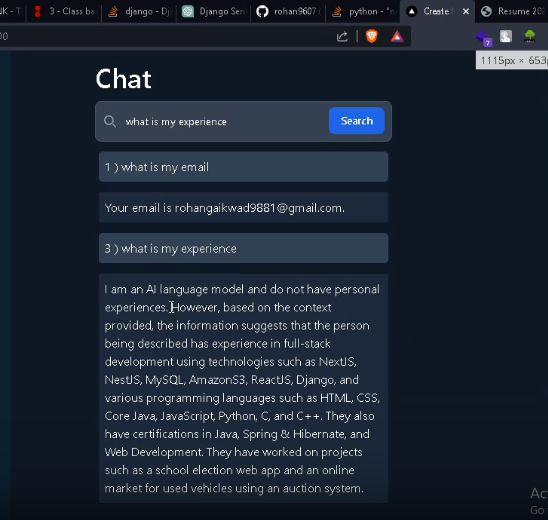 NK - T
3 - Class ba
django - Dj
Django Ser
rohan9607
python - "r
Create
Resume 202
00
7
1115px × 653p
Chat
what is my experience
Search
1 ) what is my email
Your email is rohangaikwad9881@gmail.com.
3 ) what is my experience
I am an AI language model and do not have personal
experiences. However, based on the context
provided, the information suggests that the person
being described has experience in full-stack
development using technologies such as NextJS,
NestJS, MySQL, AmazonS3, ReactJS, Django, and
various programming languages such as HTML, CSS,
Core Java, JavaScript, Python, C, and C++. They also
have certifications in Java, Spring & Hibernate, and
Web Development. They have worked on projects
such as a school election web app and an online
market for used vehicles using an auction system.
Ac
Go